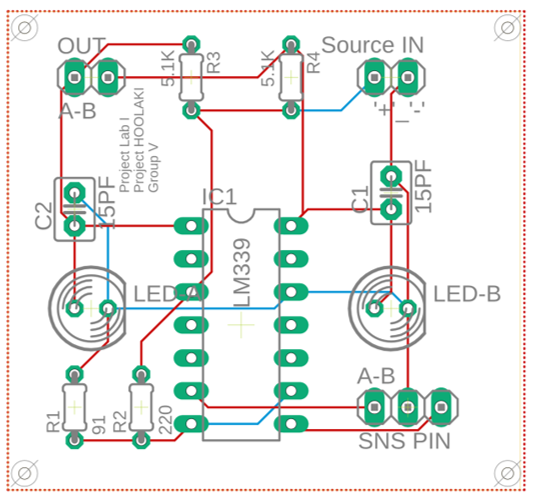 OUT
Source IN
5.1K
R3
5.1K
R4
A-B
'+'_'-'
Project Lab I
Project HOOLAKI
Group V
C2
15PF
IC1
C1
15PF
LM339
LED-A
LED-B
A-B
R1
91
R2
220
SNS PIN